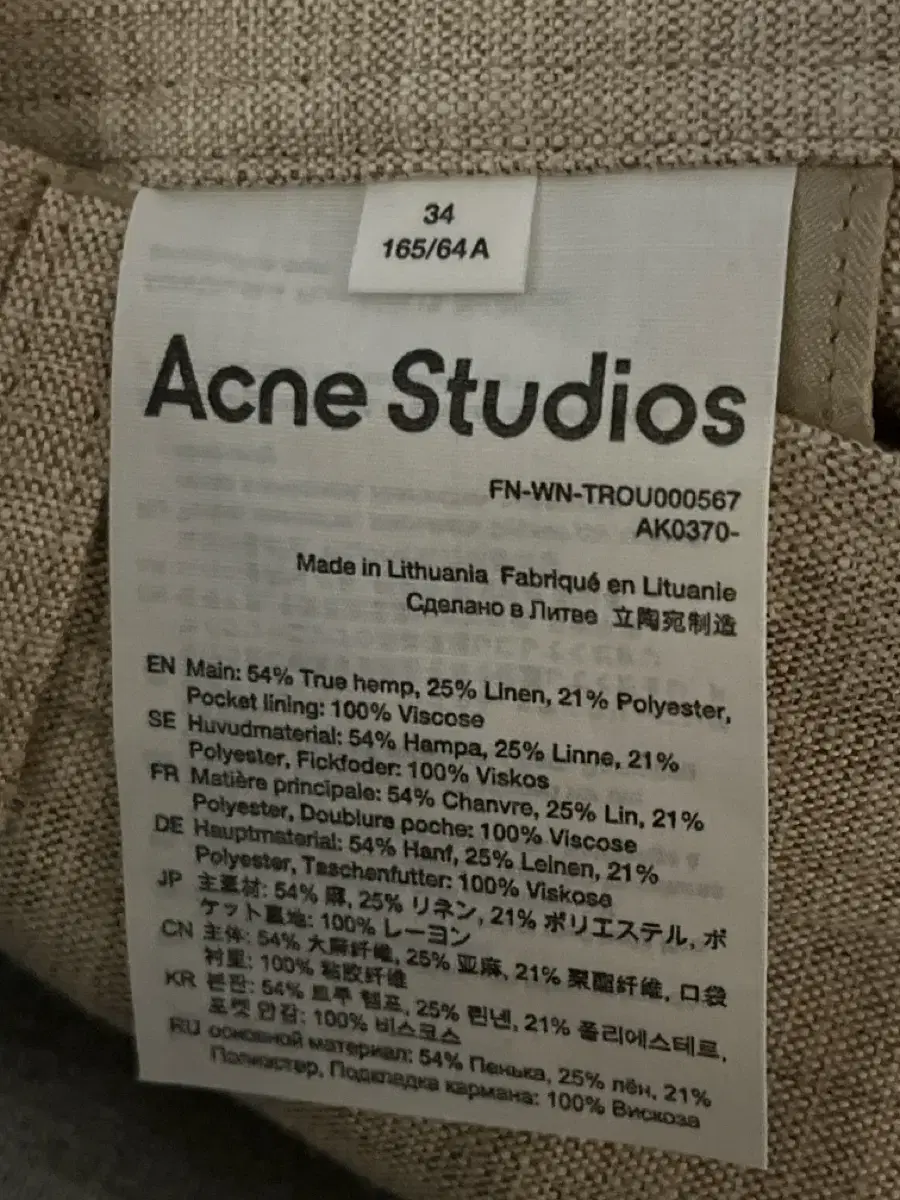 34
165/64A
Acne Studios
FN-WN-TROU000567
AK0370-
Made in Lithuania Fabriqué en Lituanie
Сделано в Литве 立陶宛制造
EN Main: 54% True hemp, 25% Linen, 21% Polyester,
Pocket lining: 100% Viscose
SE Huvudmaterial: 54% Hampa, 25% Linne, 21%
Polyester, Fickfoder: 100% Viskos
FR Matière principale: 54% Chanvre, 25% Lin, 21%
Polyester, Doublure poche: 100% Viscose
DE Hauptmaterial: 54% Hanf, 25% Leinen, 21%
Polyester, Taschenfutter: 100% Viskose
JP 主素材: 54% 麻, 25% リネン, 21% ポリエステル, ポ
ケット裏地: 100% レーヨン
CN 主体: 54% 大麻纤维, 25% 亚麻, 21% 聚酯纤维, 口袋
衬里: 100% 粘胶纤维
KR 본판: 54% 트루 헴프, 25% 린넨, 21% 폴리에스테르,
포켓 안감: 100% 비스코스
RU основной материал: 54% Пенька, 25% лён, 21%
Полиэстер, Подкладка кармана: 100% Вискоза